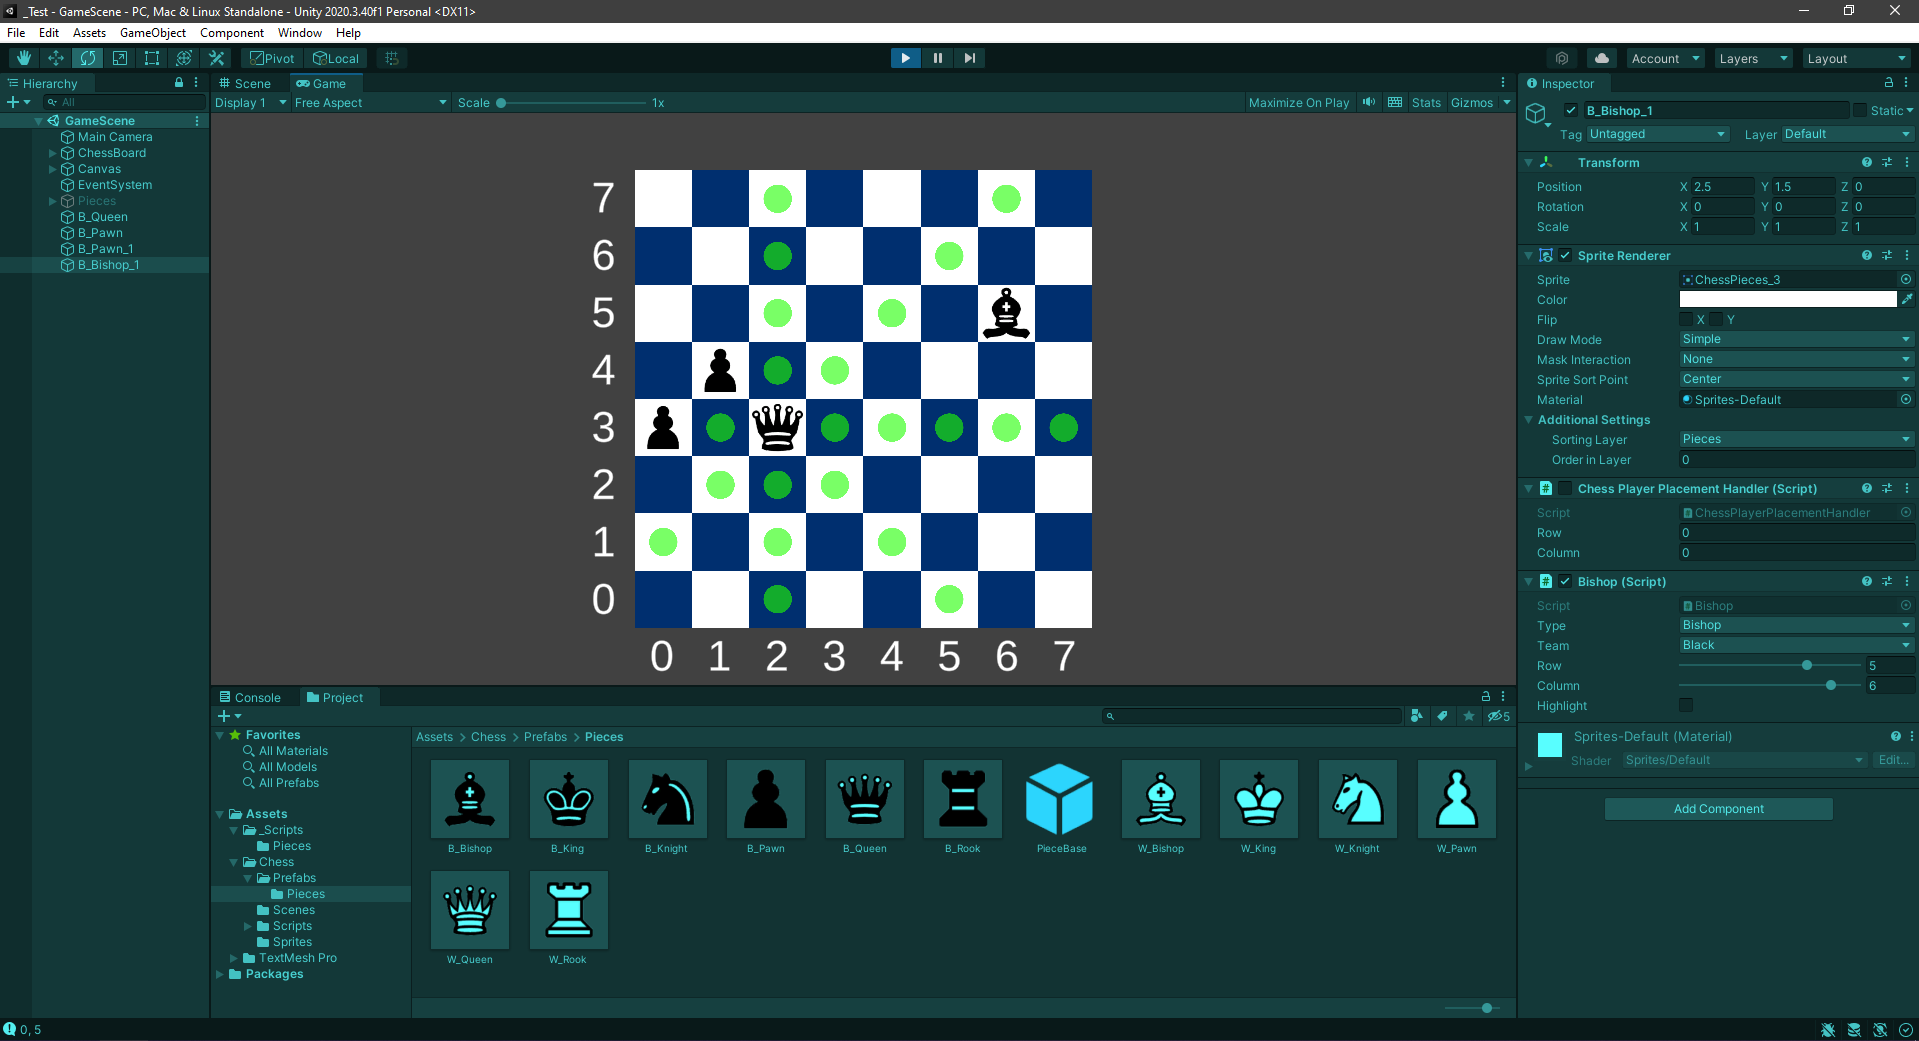 _Test - GameScene - PC, Mac & Linux Standalone - Unity 2020.3.40f1 Personal <DX11>
File Edit Assets GameObject Component Window Help
Pivot Local Account Layers Layout
Hierarchy
All
GameScene
Main Camera
ChessBoard
Canvas
EventSystem
Pieces
B_Queen
B_Pawn
B_Pawn_1
B_Bishop_1
Scene Game
Display 1 Free Aspect Scale 1x Maximize On Play Stats Gizmos
7
6
5
4
3
2
1
0
0 1 2 3 4 5 6 7
Console Project
5
Favorites
All Materials
All Models
All Prefabs
Assets
_Scripts
Pieces
Chess
Prefabs
Pieces
Scenes
Scripts
Sprites
TextMesh Pro
Packages
Assets > Chess > Prefabs > Pieces
B_Bishop B_King B_Knight B_Pawn B_Queen B_Rook PieceBase W_Bishop W_King W_Knight W_Pawn
W_Queen W_Rook
Inspector
B_Bishop_1 Static
Tag Untagged Layer Default
Transform
Position X 2.5 Y 1.5 Z 0
Rotation X 0 Y 0 Z 0
Scale X 1 Y 1 Z 1
Sprite Renderer
Sprite ChessPieces_3
Color
Flip X Y
Draw Mode Simple
Mask Interaction None
Sprite Sort Point Center
Material Sprites-Default
Additional Settings
Sorting Layer Pieces
Order in Layer 0
# Chess Player Placement Handler (Script)
Script ChessPlayerPlacementHandler
Row 0
Column 0
# Bishop (Script)
Script Bishop
Type Bishop
Team Black
Row 5
Column 6
Highlight
Sprites-Default (Material)
Shader Sprites/Default Edit...
Add Component
0, 5